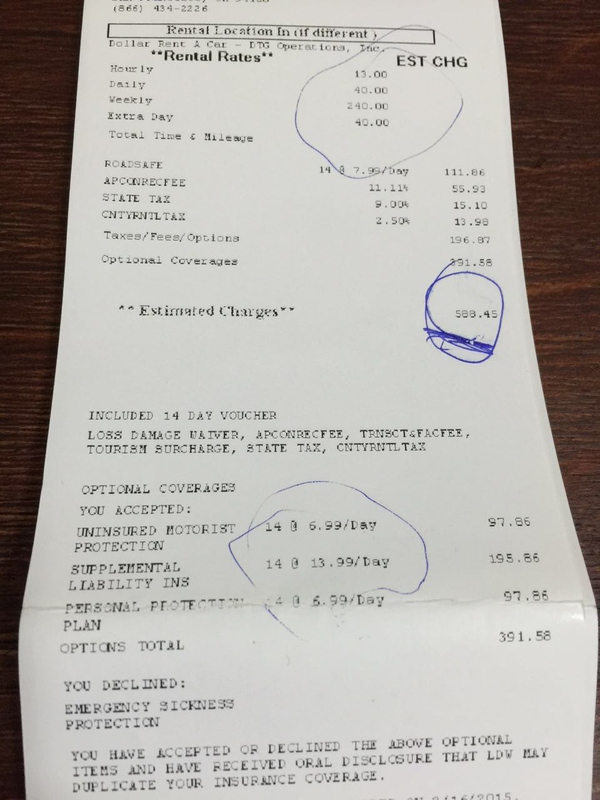 (866) 434-2226
Rental Location In (if different )
Dollar Rent A Car - DTG Operations, Inc.
**Rental Rates** EST CHG
Hourly 13.00
Daily 40.00
Weekly 240.00
Extra Day 40.00
Total Time & Mileage
ROADSAFE 14 @ 7.99/Day 111.86
APCONRECFEE 11.11% 55.93
STATE TAX 9.00% 15.10
CNTYRNTLTAX 2.50% 13.98
Taxes/Fees/Options 196.87
Optional Coverages 391.58
** Estimated Charges** 588.45
INCLUDED 14 DAY VOUCHER
LOSS DAMAGE WAIVER, APCONRECFEE, TRNSCT&FACFEE,
TOURISM SURCHARGE, STATE TAX, CNTYRNTLTAX
OPTIONAL COVERAGES
YOU ACCEPTED:
UNINSURED MOTORIST 14 @ 6.99/Day 97.86
PROTECTION
SUPPLEMENTAL 14 @ 13.99/Day 195.86
LIABILITY INS
PERSONAL PROTECTION 14 @ 6.99/Day 97.86
PLAN
OPTIONS TOTAL 391.58
YOU DECLINED:
EMERGENCY SICKNESS
PROTECTION
YOU HAVE ACCEPTED OR DECLINED THE ABOVE OPTIONAL
ITEMS AND HAVE RECEIVED ORAL DISCLOSURE THAT LDW MAY
DUPLICATE YOUR INSURANCE COVERAGE.